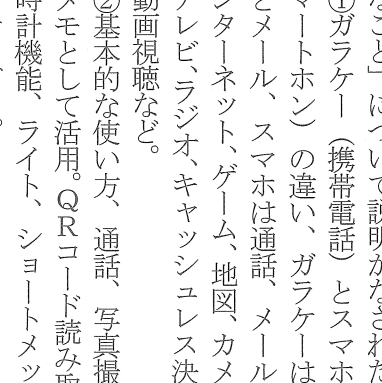 なこと」について説明がなされた
①ガラケー（携帯電話）とスマホ
マートホン）の違い、ガラケーは
とメール、スマホは通話、メール
ンターネット、ゲーム、地図、カメ
テレビ、ラジオ、キャッシュレス決
動画視聴など。
②基本的な使い方、通話、写真撮
メモとして活用。ＱＲコード読み取
時計機能、ライト、ショートメッ